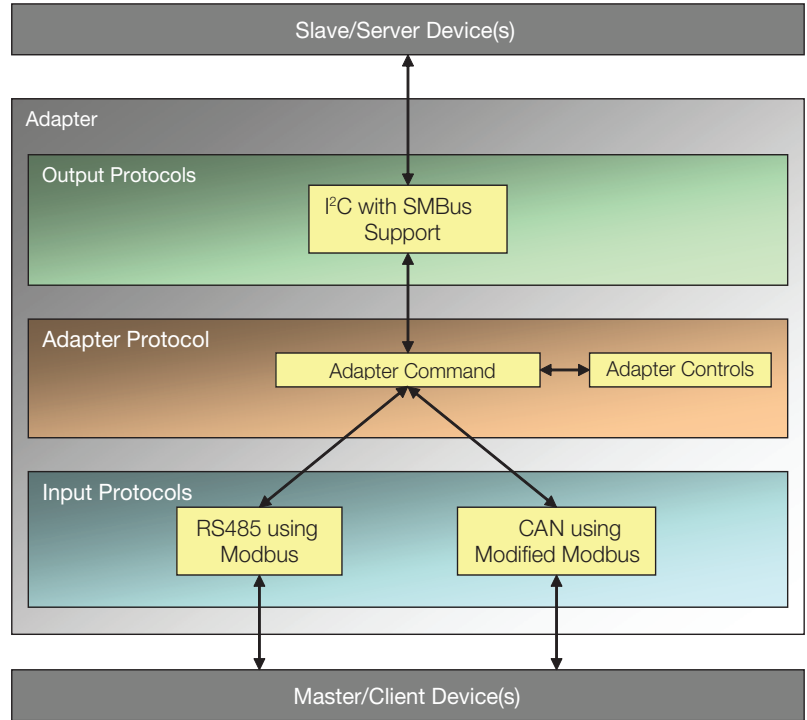 Slave/Server Device(s)
Adapter
Output Protocols
I²C with SMBus
Support
Adapter Protocol
Adapter Command
Adapter Controls
Input Protocols
RS485 using
Modbus
CAN using
Modified Modbus
Master/Client Device(s)